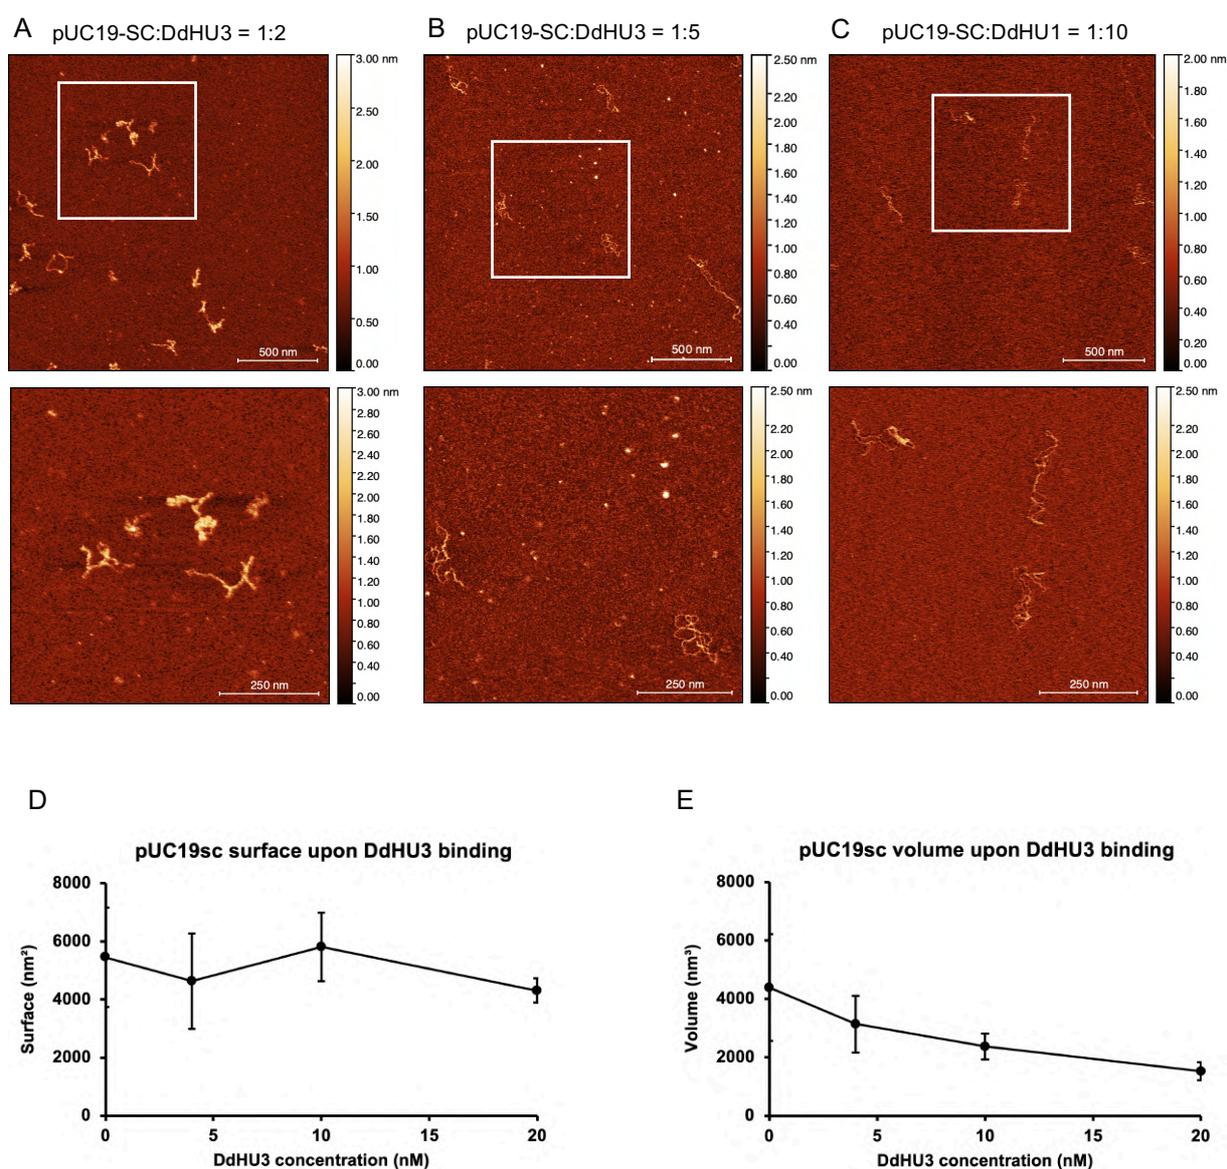 A pUC19-SC:DdHU3 = 1:2
B pUC19-SC:DdHU3 = 1:5
C pUC19-SC:DdHU1 = 1:10
3.00 nm
2.50
2.00
1.50
1.00
0.50
0.00
500 nm
2.50 nm
2.20
2.00
1.80
1.60
1.40
1.20
1.00
0.80
0.60
0.40
0.00
500 nm
2.00 nm
1.80
1.60
1.40
1.20
1.00
0.80
0.60
0.40
0.20
0.00
500 nm
3.00 nm
2.80
2.60
2.40
2.20
2.00
1.80
1.60
1.40
1.20
1.00
0.80
0.60
0.40
0.00
250 nm
2.50 nm
2.20
2.00
1.80
1.60
1.40
1.20
1.00
0.80
0.60
0.40
0.00
250 nm
2.50 nm
2.20
2.00
1.80
1.60
1.40
1.20
1.00
0.80
0.60
0.40
0.00
250 nm
D
pUC19sc surface upon DdHU3 binding
Surface (nm²)
8000
6000
4000
2000
0
0 5 10 15 20
DdHU3 concentration (nM)
E
pUC19sc volume upon DdHU3 binding
Volume (nm³)
8000
6000
4000
2000
0
0 5 10 15 20
DdHU3 concentration (nM)